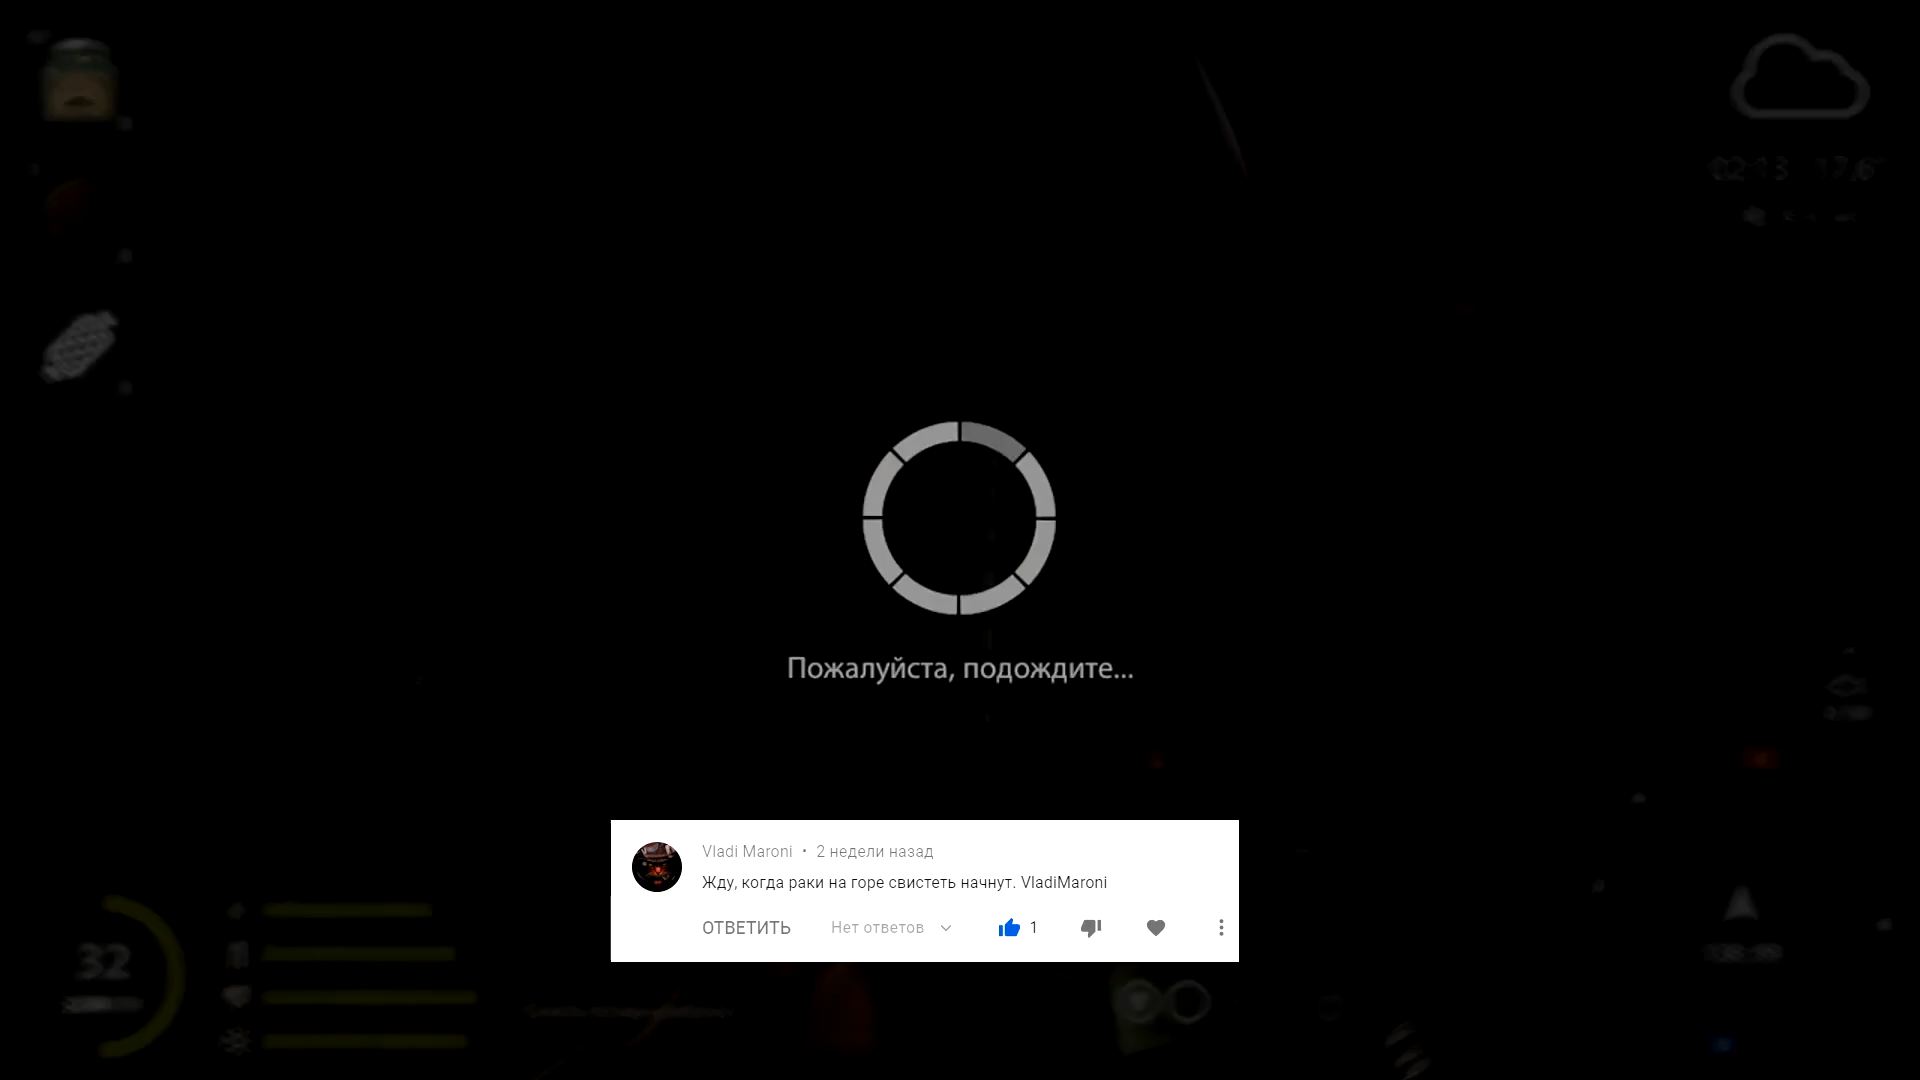 Пожалуйста, подождите...
Vladi Maroni • 2 недели назад
Жду, когда раки на горе свистеть начнут. VladiMaroni
ОТВЕТИТЬ Нет ответов 1
32